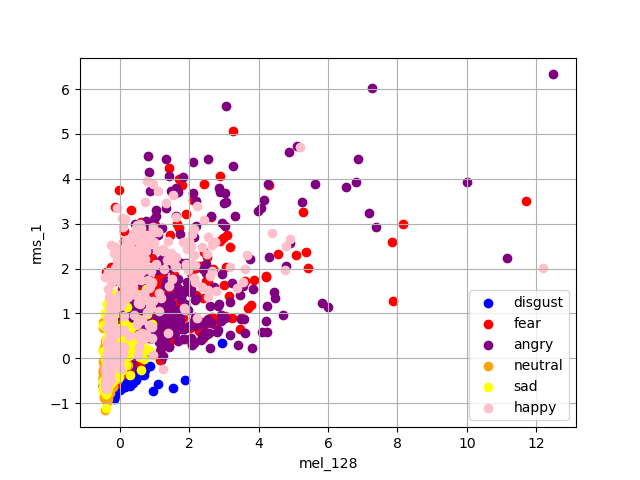 6
5
4
3
2
1
0
−1
rms_1
0
2
4
6
8
10
12
mel_128
disgust
fear
angry
neutral
sad
happy